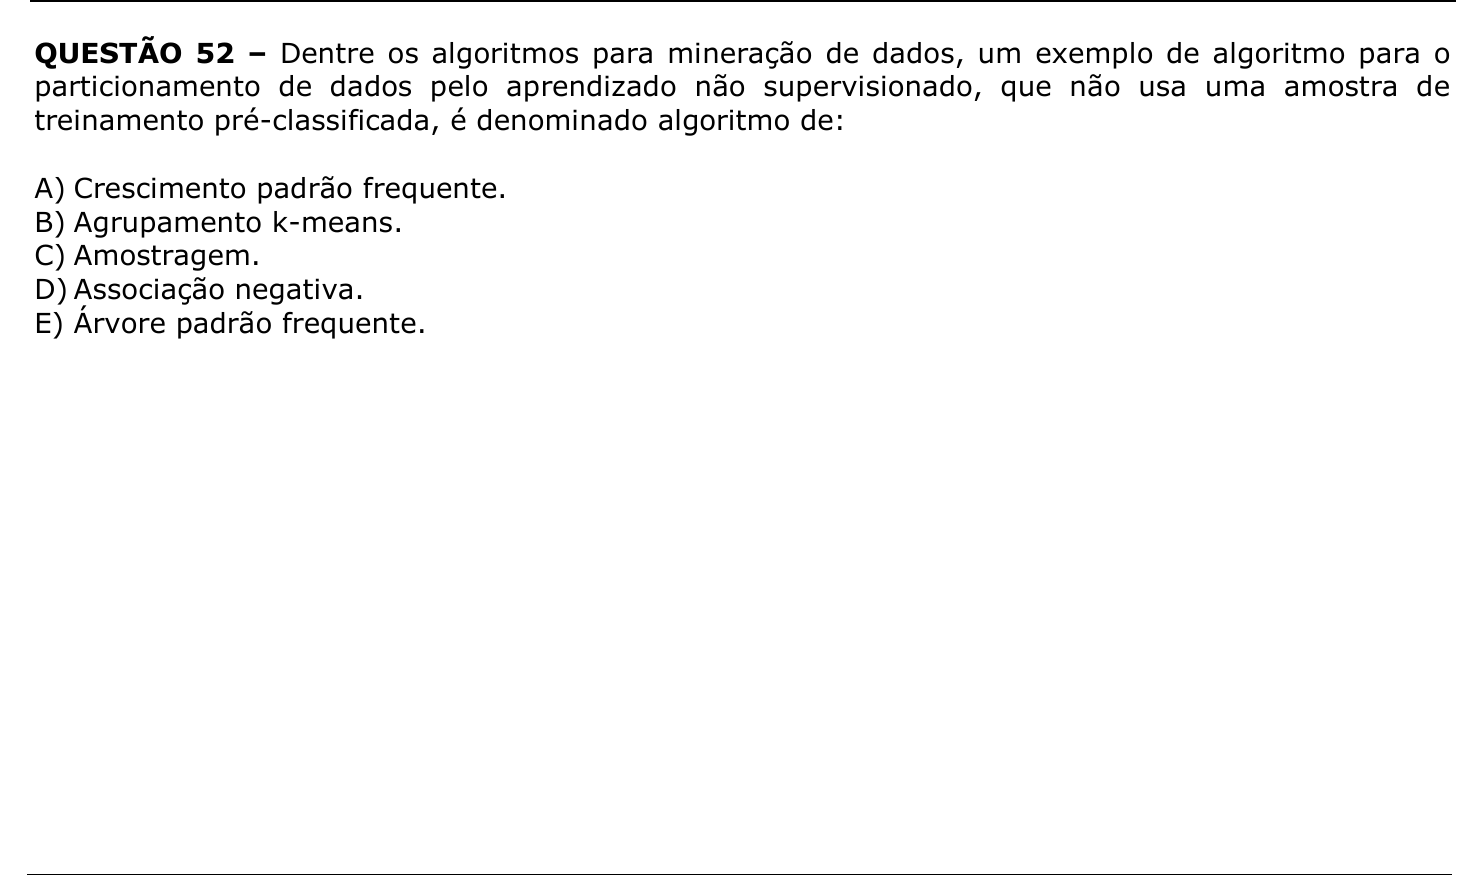 QUESTÃO 52 – Dentre os algoritmos para mineração de dados, um exemplo de algoritmo para o
particionamento de dados pelo aprendizado não supervisionado, que não usa uma amostra de
treinamento pré-classificada, é denominado algoritmo de:
A) Crescimento padrão frequente.
B) Agrupamento k-means.
C) Amostragem.
D) Associação negativa.
E) Árvore padrão frequente.